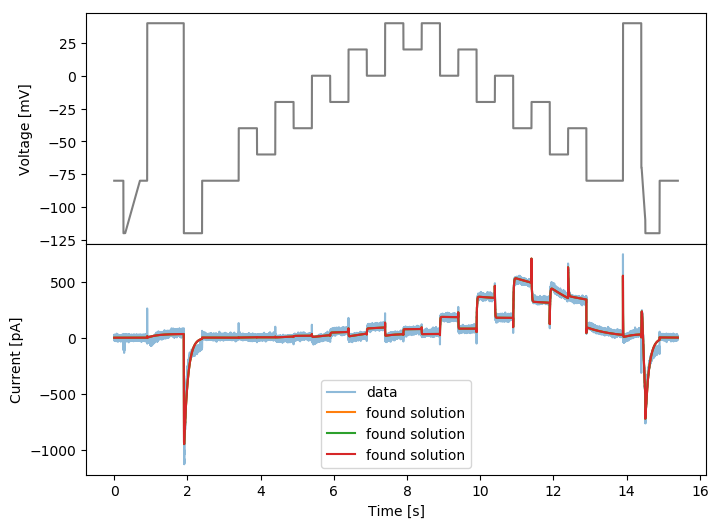 Voltage [mV]
25
0
−25
−50
−75
−100
−125
Current [pA]
500
0
−500
−1000
data
found solution
found solution
found solution
0 2 4 6 8 10 12 14 16
Time [s]